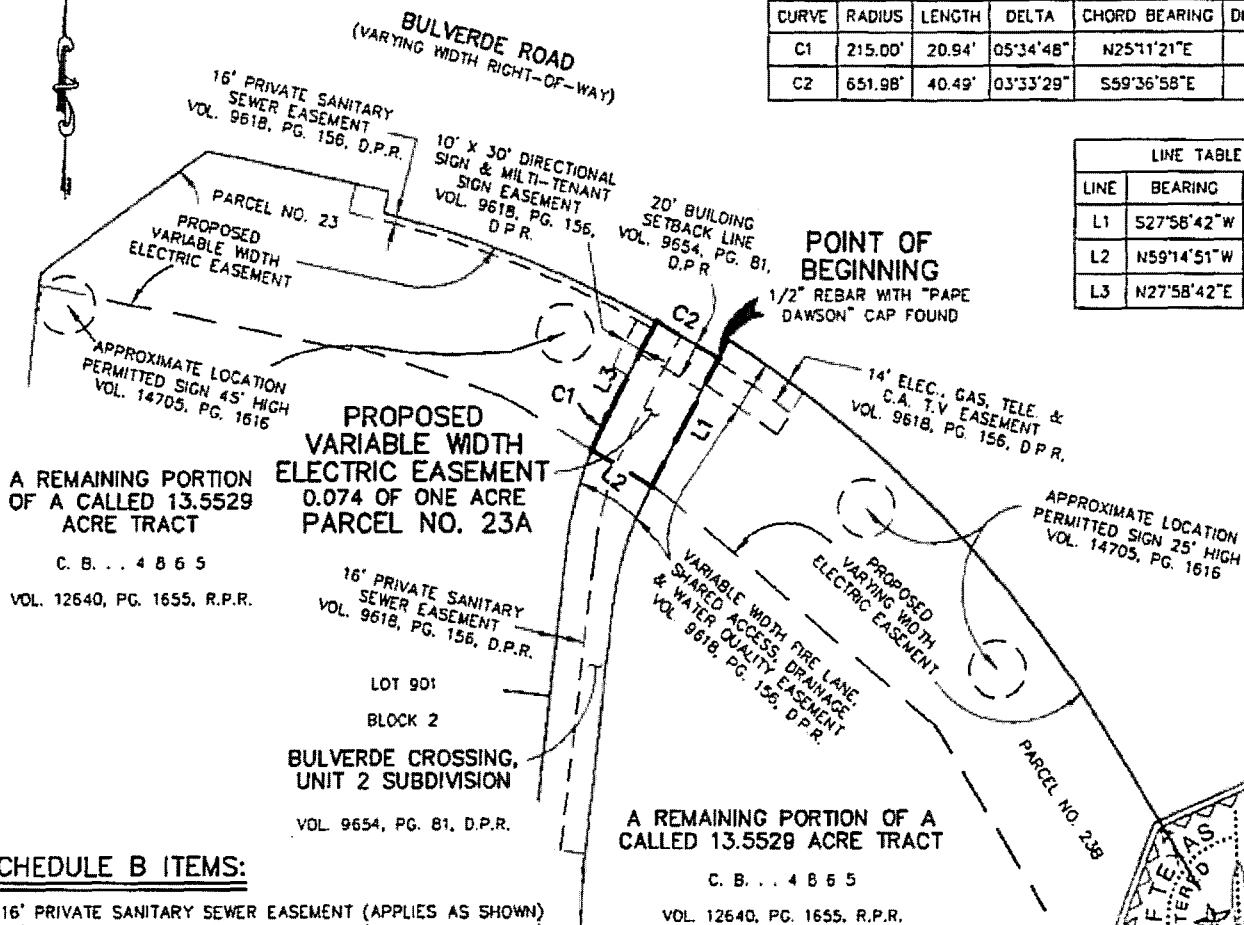 BULVERDE ROAD
(VARYING WIDTH RIGHT-OF-WAY)
CURVE RADIUS LENGTH DELTA CHORD BEARING
C1 215.00' 20.94' 05°34'48" N25°11'21"E
C2 651.98' 40.49' 03°33'29" S59°36'58"E
LINE TABLE
LINE BEARING
L1 S27°58'42"W
L2 N59°14'51"W
L3 N27°58'42"E
16' PRIVATE SANITARY
SEWER EASEMENT
VOL. 9618, PG. 156, D.P.R.
10' X 30' DIRECTIONAL
SIGN & MILTI-TENANT
SIGN EASEMENT
VOL. 9618, PG. 156,
D.P.R.
20' BUILDING
SETBACK LINE
VOL. 9654, PG. 81,
D.P.R
POINT OF
BEGINNING
1/2" REBAR WITH "PAPE
DAWSON" CAP FOUND
PARCEL NO. 23
PROPOSED
VARIABLE WIDTH
ELECTRIC EASEMENT
C2
C1
L3
L1
L2
APPROXIMATE LOCATION
PERMITTED SIGN 45' HIGH
VOL. 14705, PG. 1616
14' ELEC., GAS, TELE. &
C.A. T.V EASEMENT
VOL. 9618, PG. 156, D.P.R.
PROPOSED
VARIABLE WIDTH
ELECTRIC EASEMENT
0.074 OF ONE ACRE
PARCEL NO. 23A
A REMAINING PORTION
OF A CALLED 13.5529
ACRE TRACT
C. B. . . 4 8 6 5
VOL. 12640, PG. 1655, R.P.R.
APPROXIMATE LOCATION
PERMITTED SIGN 25' HIGH
VOL. 14705, PG. 1616
16' PRIVATE SANITARY
SEWER EASEMENT
VOL. 9618, PG. 156, D.P.R.
VARIABLE WIDTH FIRE LANE,
SHARED ACCESS, DRAINAGE
& WATER QUALITY EASEMENT
VOL. 9618, PG. 156, D.P.R.
PROPOSED
VARYING WIDTH
ELECTRIC EASEMENT
LOT 901
BLOCK 2
BULVERDE CROSSING,
UNIT 2 SUBDIVISION
VOL. 9654, PG. 81, D.P.R.
PARCEL NO. 23B
A REMAINING PORTION OF A
CALLED 13.5529 ACRE TRACT
C. B. . . 4 8 6 5
VOL. 12640, PG. 1655, R.P.R.
CHEDULE B ITEMS:
16' PRIVATE SANITARY SEWER EASEMENT (APPLIES AS SHOWN)
F TEXAS
TERED